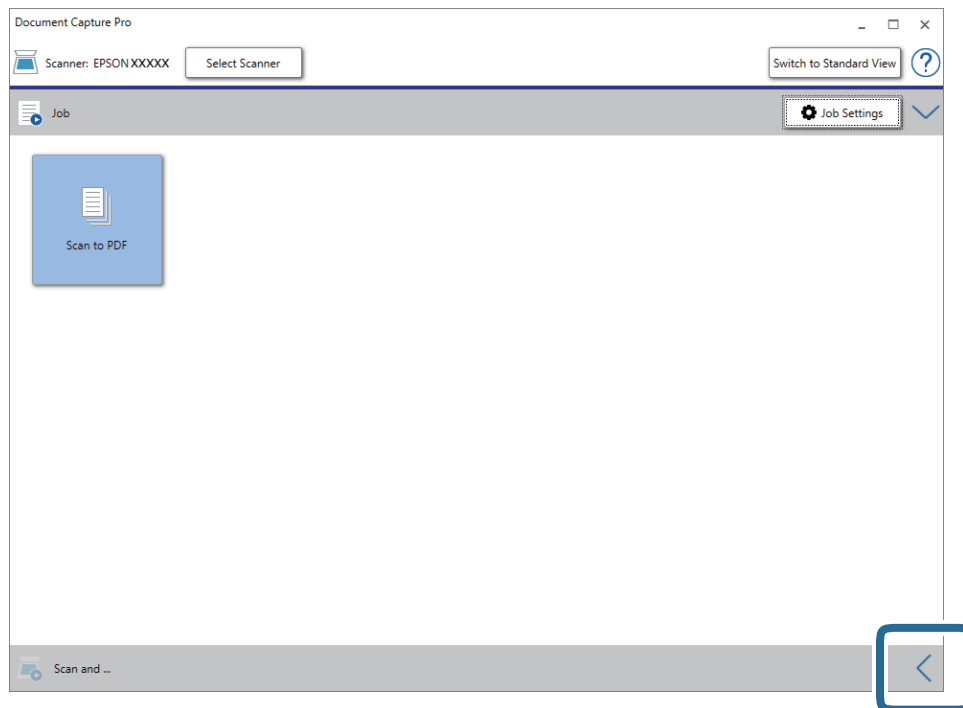 Document Capture Pro
Scanner: EPSON XXXXX
Select Scanner
Switch to Standard View
?
Job
Job Settings
Scan to PDF
Scan and ...